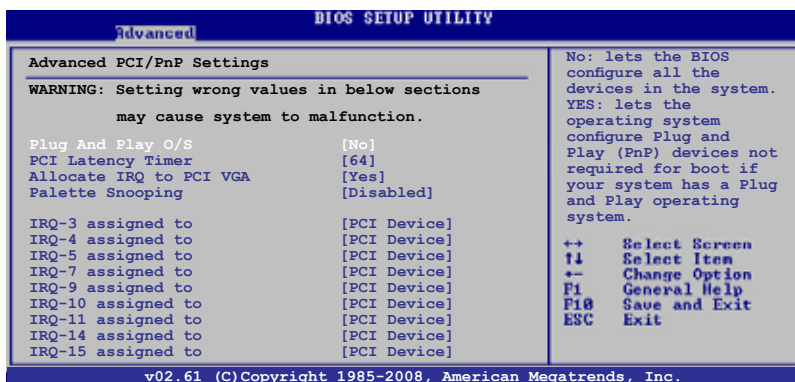 BIOS SETUP UTILITY
Advanced
Advanced PCI/PnP Settings
WARNING: Setting wrong values in below sections
may cause system to malfunction.
Plug And Play O/S [No]
PCI Latency Timer [64]
Allocate IRQ to PCI VGA [Yes]
Palette Snooping [Disabled]
IRQ-3 assigned to [PCI Device]
IRQ-4 assigned to [PCI Device]
IRQ-5 assigned to [PCI Device]
IRQ-7 assigned to [PCI Device]
IRQ-9 assigned to [PCI Device]
IRQ-10 assigned to [PCI Device]
IRQ-11 assigned to [PCI Device]
IRQ-14 assigned to [PCI Device]
IRQ-15 assigned to [PCI Device]
No: lets the BIOS
configure all the
devices in the system.
YES: lets the
operating system
configure Plug and
Play (PnP) devices not
required for boot if
your system has a Plug
and Play operating
system.
↔ Select Screen
↑↓ Select Item
+- Change Option
F1 General Help
F10 Save and Exit
ESC Exit
v02.61 (C)Copyright 1985-2008, American Megatrends, Inc.